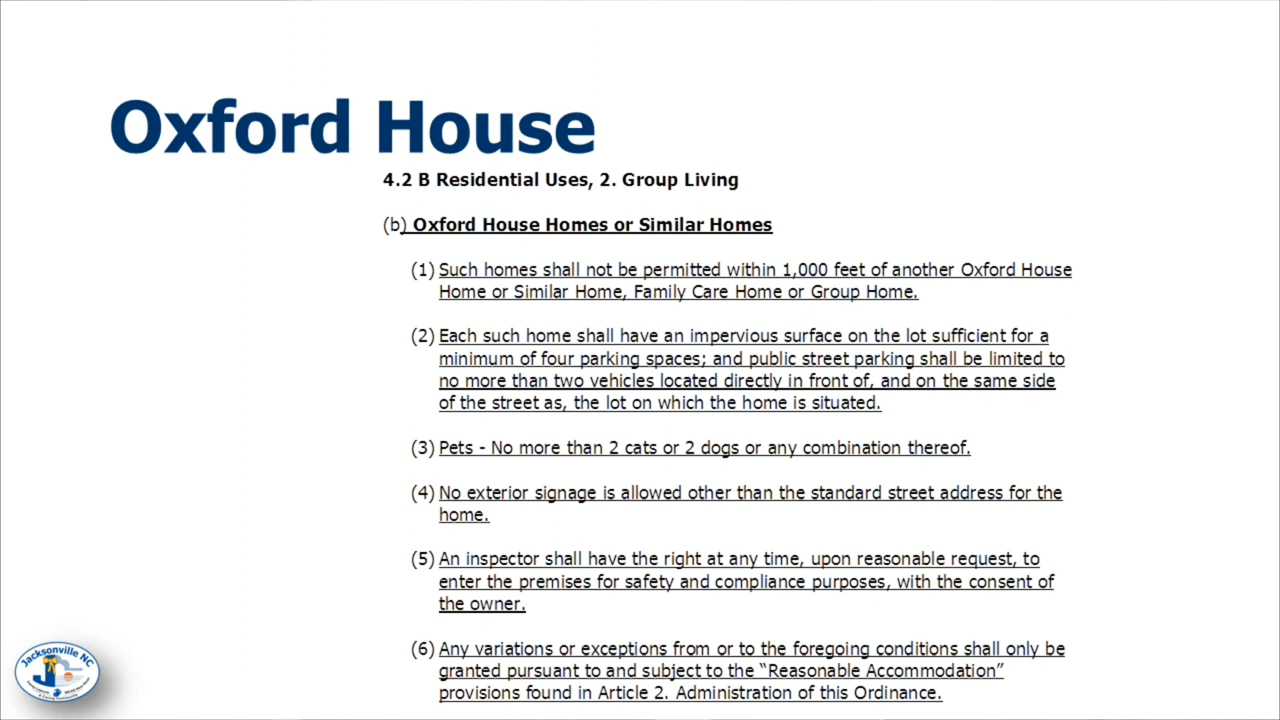 Oxford House
4.2 B Residential Uses, 2. Group Living
(b) Oxford House Homes or Similar Homes
(1) Such homes shall not be permitted within 1,000 feet of another Oxford House
Home or Similar Home, Family Care Home or Group Home.
(2) Each such home shall have an impervious surface on the lot sufficient for a
minimum of four parking spaces; and public street parking shall be limited to
no more than two vehicles located directly in front of, and on the same side
of the street as, the lot on which the home is situated.
(3) Pets - No more than 2 cats or 2 dogs or any combination thereof.
(4) No exterior signage is allowed other than the standard street address for the
home.
(5) An inspector shall have the right at any time, upon reasonable request, to
enter the premises for safety and compliance purposes, with the consent of
the owner.
(6) Any variations or exceptions from or to the foregoing conditions shall only be
granted pursuant to and subject to the “Reasonable Accommodation”
provisions found in Article 2. Administration of this Ordinance.
Jacksonville NC